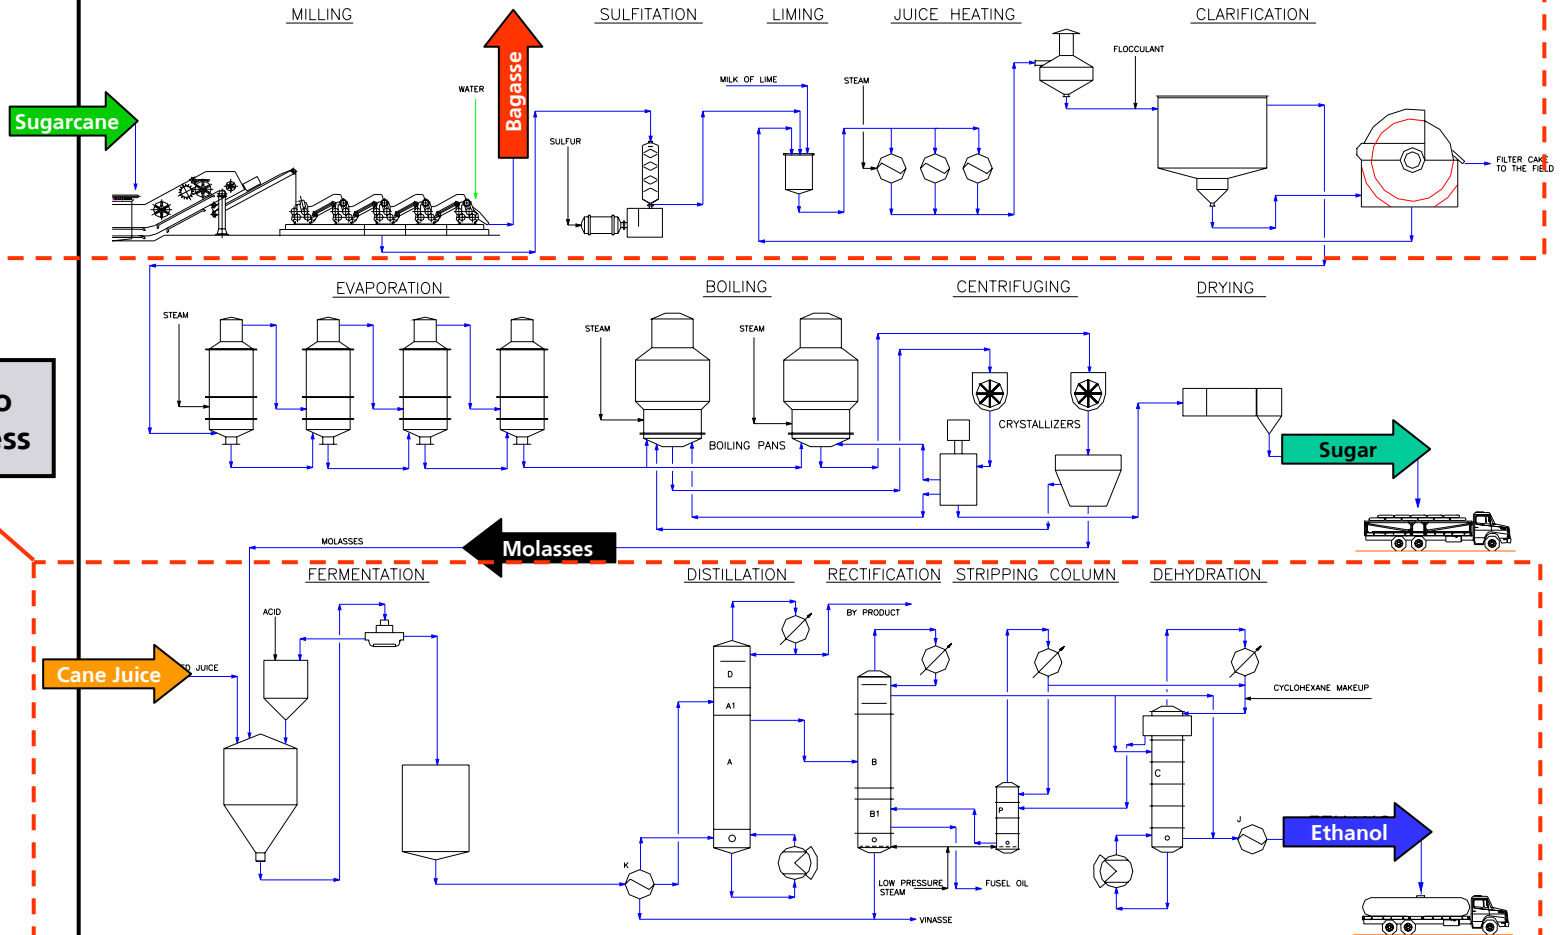 MILLING
SULFITATION
LIMING
JUICE HEATING
CLARIFICATION
Bagasse
FLOCCULANT
WATER
MILK OF LIME
STEAM
Sugarcane
SULFUR
FILTER CAKE
TO THE FIELD
EVAPORATION
BOILING
CENTRIFUGING
DRYING
STEAM
STEAM
STEAM
CRYSTALLIZERS
BOILING PANS
Sugar
MOLASSES
Molasses
FERMENTATION
DISTILLATION
RECTIFICATION
STRIPPING COLUMN
DEHYDRATION
ACID
BY PRODUCT
JUICE
Cane Juice
D
A1
A
CYCLOHEXANE MAKEUP
B
B1
P
C
J
Ethanol
K
LOW PRESSURE
STEAM
FUSEL OIL
VINASSE